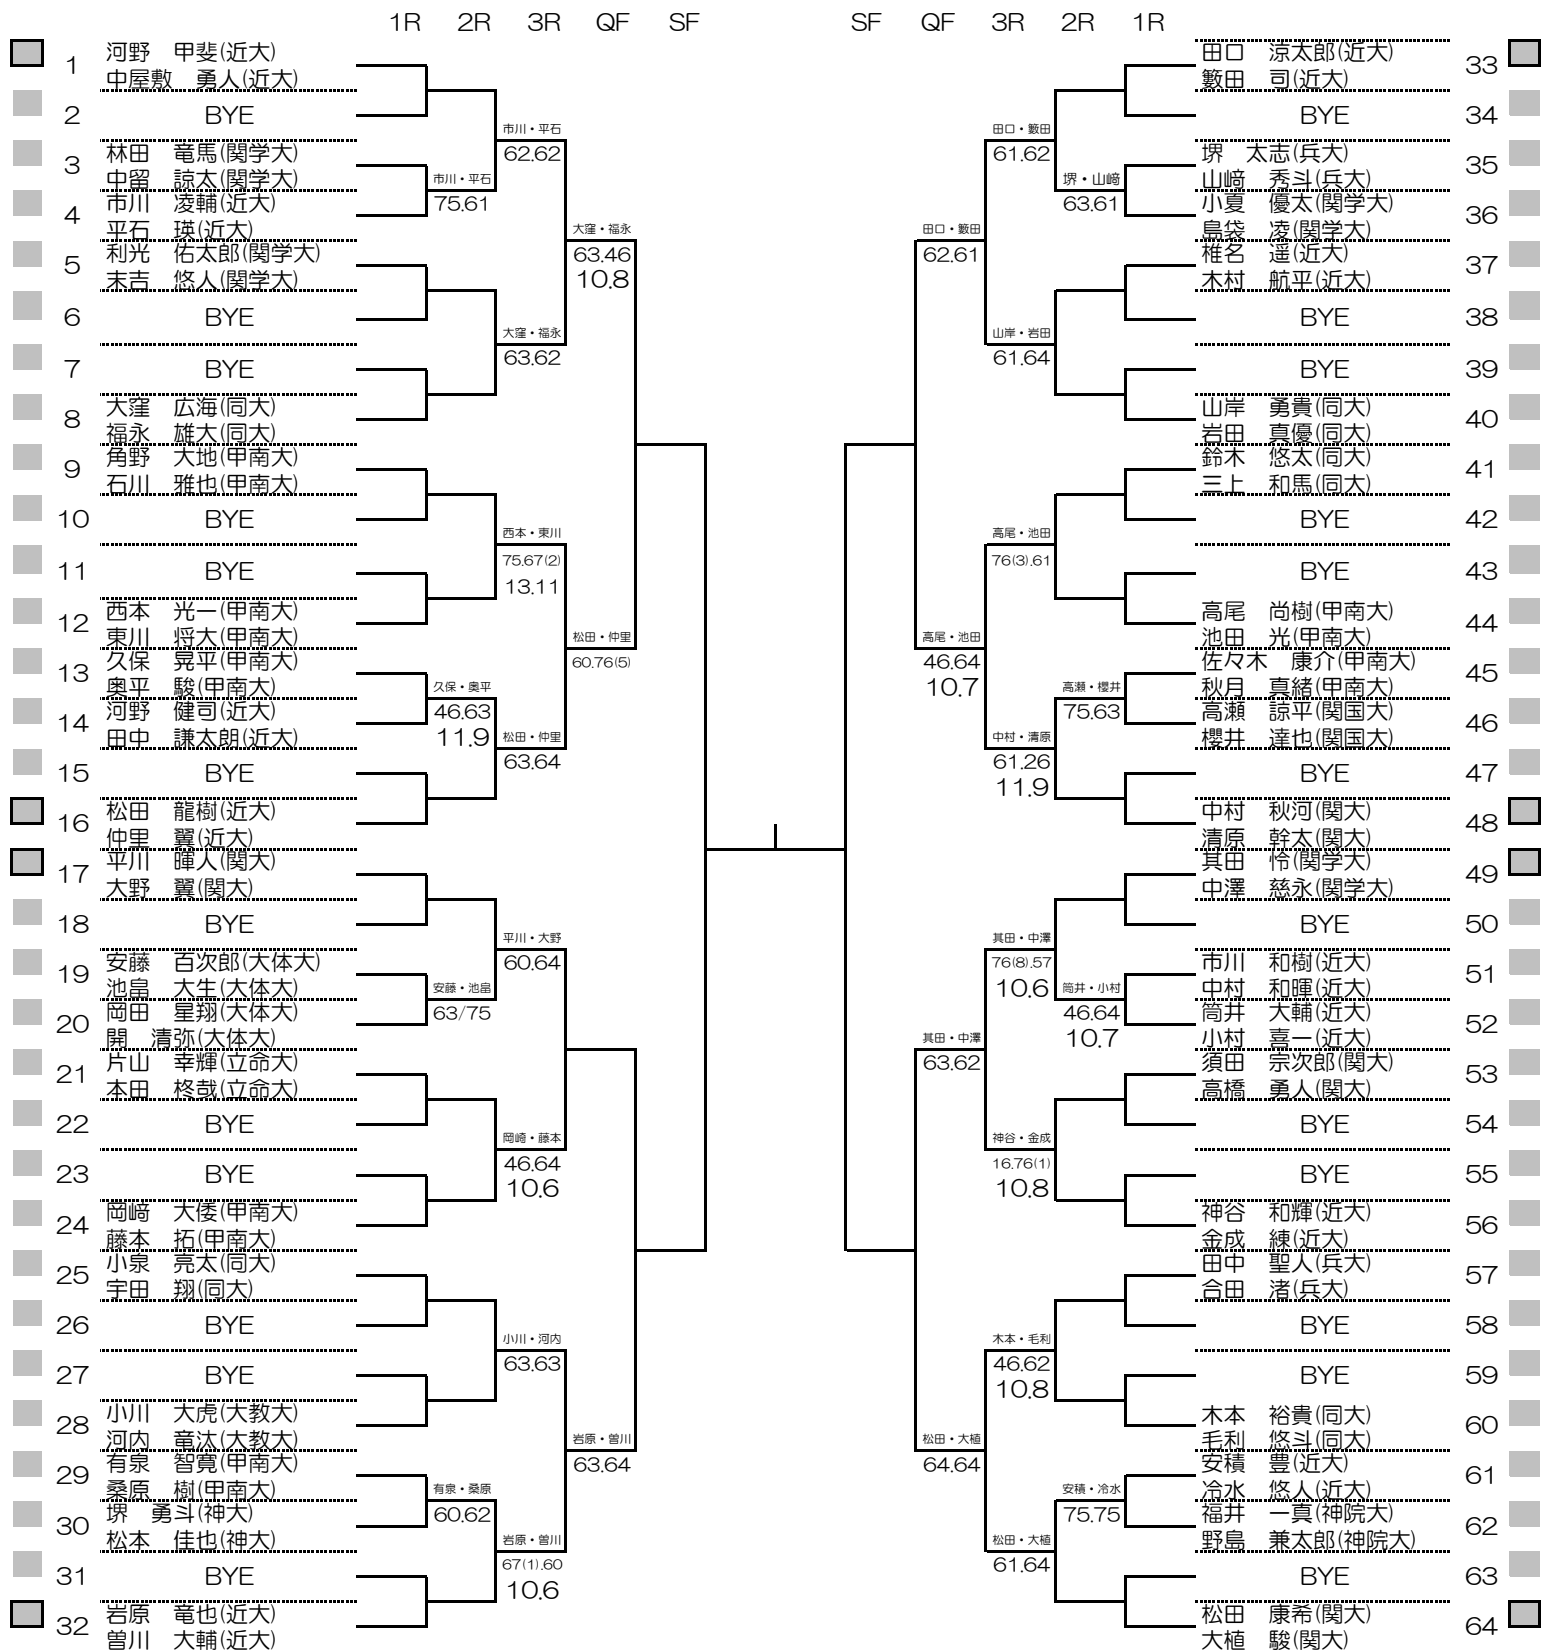 1R 2R 3R QF SF SF QF 3R 2R 1R
1 河野 甲斐(近大)
中屋敷 勇人(近大)
2 BYE
3 林田 竜馬(関学大)
中留 諒太(関学大)
4 市川 凌輔(近大)
平石 瑛(近大)
5 利光 佑太郎(関学大)
末吉 悠人(関学大)
6 BYE
7 BYE
8 大窪 広海(同大)
福永 雄大(同大)
9 角野 大地(甲南大)
石川 雅也(甲南大)
10 BYE
11 BYE
12 西本 光一(甲南大)
東川 将大(甲南大)
13 久保 晃平(甲南大)
奥平 駿(甲南大)
14 河野 健司(近大)
田中 謙太朗(近大)
15 BYE
16 松田 龍樹(近大)
仲里 翼(近大)
17 平川 暉人(関大)
大野 翼(関大)
18 BYE
19 安藤 百次郎(大体大)
池畠 大生(大体大)
20 岡田 星翔(大体大)
開 清弥(大体大)
21 片山 幸輝(立命大)
本田 柊哉(立命大)
22 BYE
23 BYE
24 岡﨑 大倭(甲南大)
藤本 拓(甲南大)
25 小泉 亮太(同大)
宇田 翔(同大)
26 BYE
27 BYE
28 小川 大虎(大教大)
河内 竜汰(大教大)
29 有泉 智寛(甲南大)
桑原 樹(甲南大)
30 堺 勇斗(神大)
松本 佳也(神大)
31 BYE
32 岩原 竜也(近大)
曽川 大輔(近大)
市川・平石
75.61
久保・奥平
46.63
11.9
安藤・池畠
63/75
有泉・桑原
60.62
市川・平石
62.62
大窪・福永
63.62
西本・東川
75.67(2)
13.11
松田・仲里
63.64
平川・大野
60.64
岡崎・藤本
46.64
10.6
小川・河内
63.63
岩原・曽川
67(1).60
10.6
大窪・福永
63.46
10.8
松田・仲里
60.76(5)
岩原・曽川
63.64
田口・籔田
62.61
高尾・池田
46.64
10.7
其田・中澤
63.62
松田・大植
64.64
田口・籔田
61.62
山岸・岩田
61.64
高尾・池田
76(3).61
中村・清原
61.26
11.9
其田・中澤
76(8).57
10.6
神谷・金成
16.76(1)
10.8
木本・毛利
46.62
10.8
松田・大植
61.64
堺・山﨑
63.61
高瀬・櫻井
75.63
筒井・小村
46.64
10.7
安積・冷水
75.75
田口 涼太郎(近大) 33
籔田 司(近大)
BYE 34
堺 太志(兵大) 35
山﨑 秀斗(兵大)
小夏 優太(関学大) 36
島袋 凌(関学大)
椎名 遥(近大) 37
木村 航平(近大)
BYE 38
BYE 39
山岸 勇貴(同大) 40
岩田 真優(同大)
鈴木 悠太(同大) 41
三上 和馬(同大)
BYE 42
BYE 43
高尾 尚樹(甲南大) 44
池田 光(甲南大)
佐々木 康介(甲南大) 45
秋月 真緒(甲南大)
高瀬 諒平(関国大) 46
櫻井 達也(関国大)
BYE 47
中村 秋河(関大) 48
清原 幹太(関大)
其田 怜(関学大) 49
中澤 慈永(関学大)
BYE 50
市川 和樹(近大) 51
中村 和暉(近大)
筒井 大輔(近大) 52
小村 喜一(近大)
須田 宗次郎(関大) 53
高橋 勇人(関大)
BYE 54
BYE 55
神谷 和輝(近大) 56
金成 練(近大)
田中 聖人(兵大) 57
合田 渚(兵大)
BYE 58
BYE 59
木本 裕貴(同大) 60
毛利 悠斗(同大)
安積 豊(近大) 61
冷水 悠人(近大)
福井 一真(神院大) 62
野島 兼太郎(神院大)
BYE 63
松田 康希(関大) 64
大植 駿(関大)